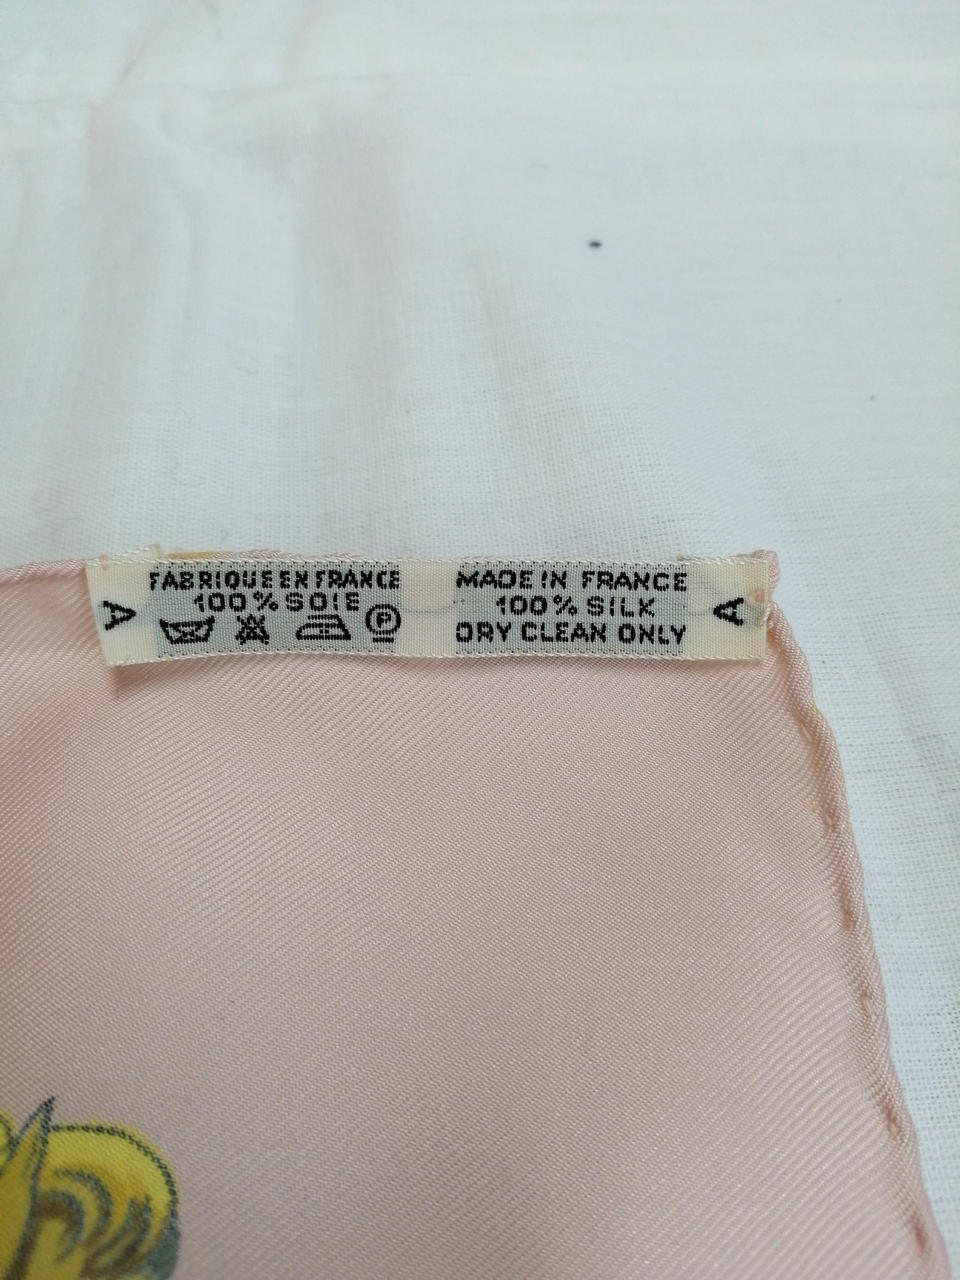 A
FABRIQUE EN FRANCE
100% SOIE
P
MADE IN FRANCE
100% SILK
DRY CLEAN ONLY
A